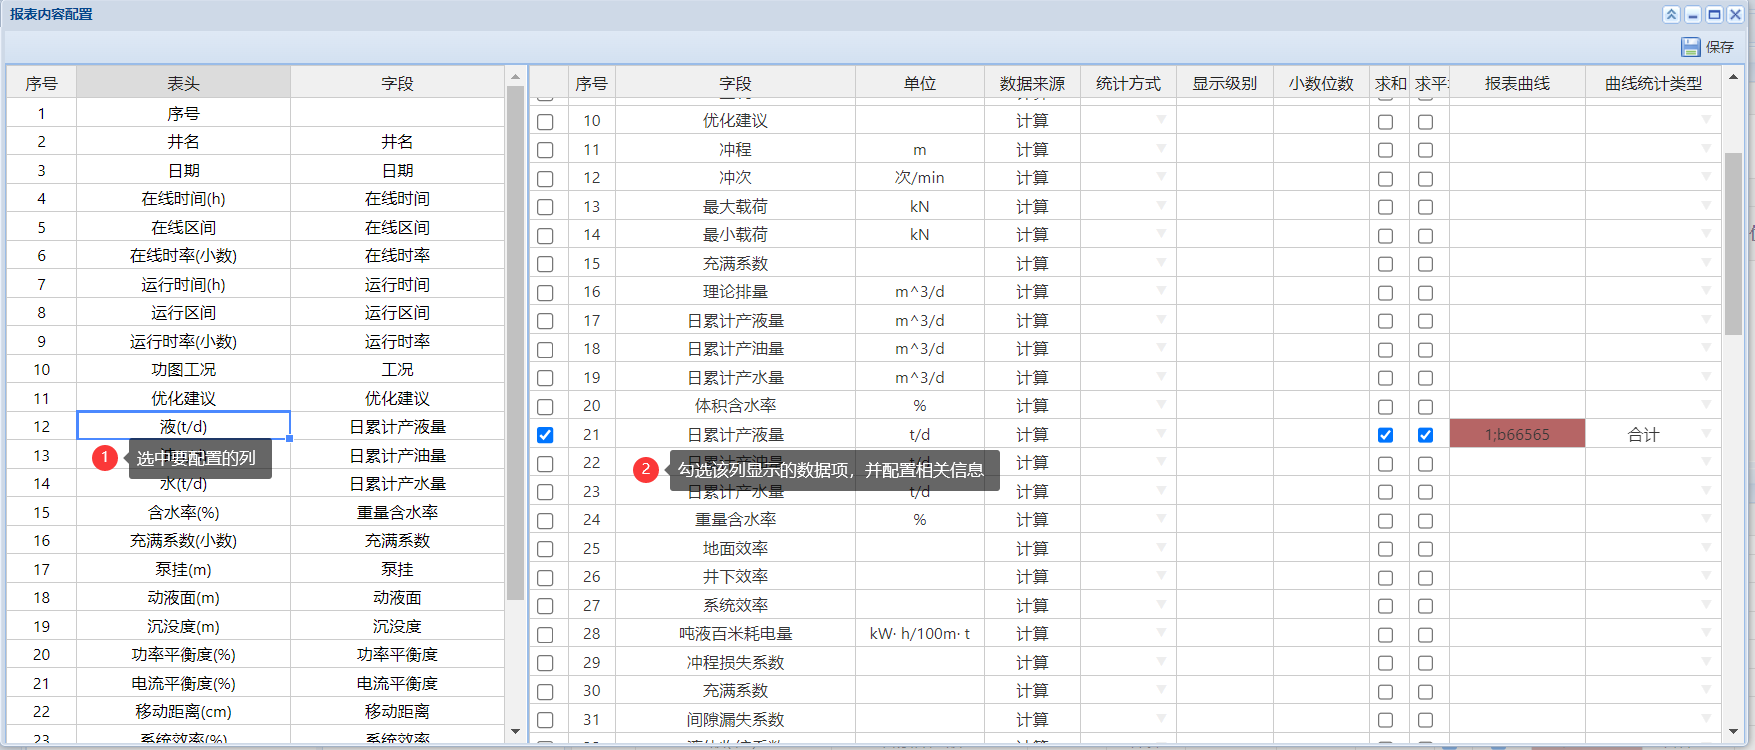 报表内容配置
保存
序号 表头 字段
1 序号
2 井名 井名
3 日期 日期
4 在线时间(h) 在线时间
5 在线区间 在线区间
6 在线时率(小数) 在线时率
7 运行时间(h) 运行时间
8 运行区间 运行区间
9 运行时率(小数) 运行时率
10 功图工况 工况
11 优化建议 优化建议
12 液(t/d) 日累计产液量
13 日累计产油量
1 选中要配置的列
14 水(t/d) 日累计产水量
15 含水率(%) 重量含水率
16 充满系数(小数) 充满系数
17 泵挂(m) 泵挂
18 动液面(m) 动液面
19 沉没度(m) 沉没度
20 功率平衡度(%) 功率平衡度
21 电流平衡度(%) 电流平衡度
22 移动距离(cm) 移动距离
23 系统效率(%) 系统效率
序号 字段 单位 数据来源 统计方式 显示级别 小数位数 求和 求平 报表曲线 曲线统计类型
10 优化建议 计算
11 冲程 m 计算
12 冲次 次/min 计算
13 最大载荷 kN 计算
14 最小载荷 kN 计算
15 充满系数 计算
16 理论排量 m^3/d 计算
17 日累计产液量 m^3/d 计算
18 日累计产油量 m^3/d 计算
19 日累计产水量 m^3/d 计算
20 体积含水率 % 计算
21 日累计产液量 t/d 计算 1;b66565 合计
22 日累计产油量 t/d 计算
2 勾选该列显示的数据项，并配置相关信息
23 日累计产水量 t/d 计算
24 重量含水率 % 计算
25 地面效率 计算
26 井下效率 计算
27 系统效率 计算
28 吨液百米耗电量 kW· h/100m· t 计算
29 冲程损失系数 计算
30 充满系数 计算
31 间隙漏失系数 计算